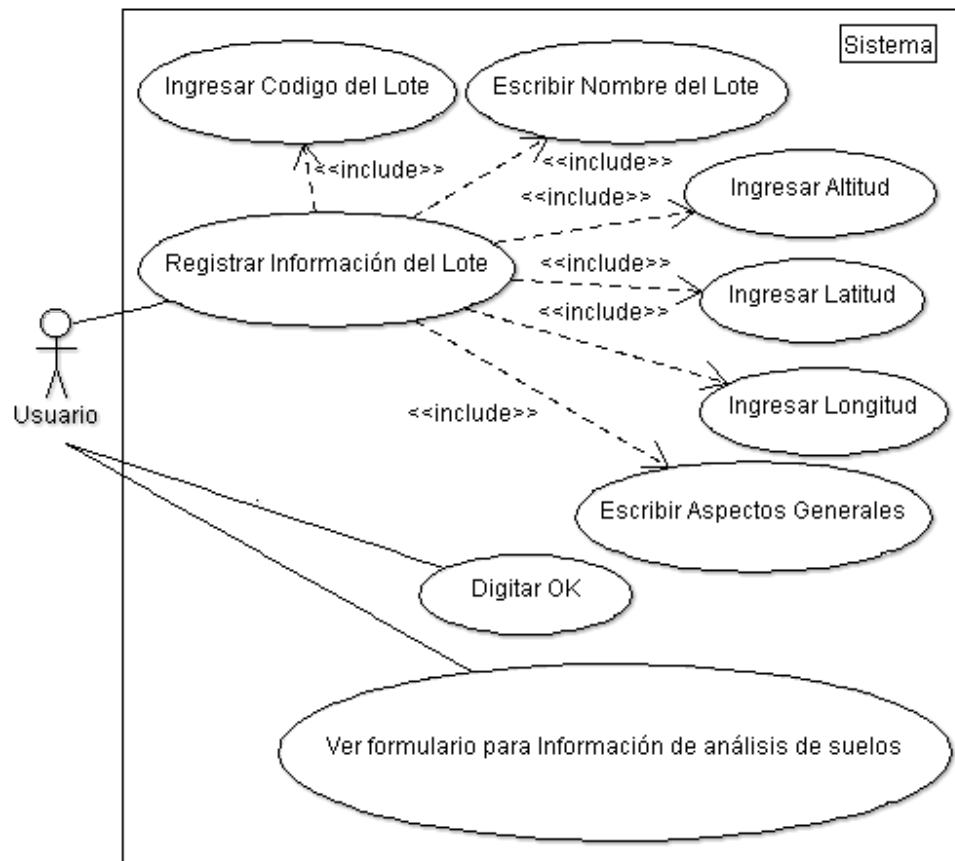 Sistema
Ingresar Codigo del Lote
Escribir Nombre del Lote
<<include>>
<<include>>
Ingresar Altitud
<<include>>
Registrar Información del Lote
<<include>>
Ingresar Latitud
<<include>>
Usuario
Ingresar Longitud
<<include>>
Escribir Aspectos Generales
Digitar OK
Ver formulario para Información de análisis de suelos